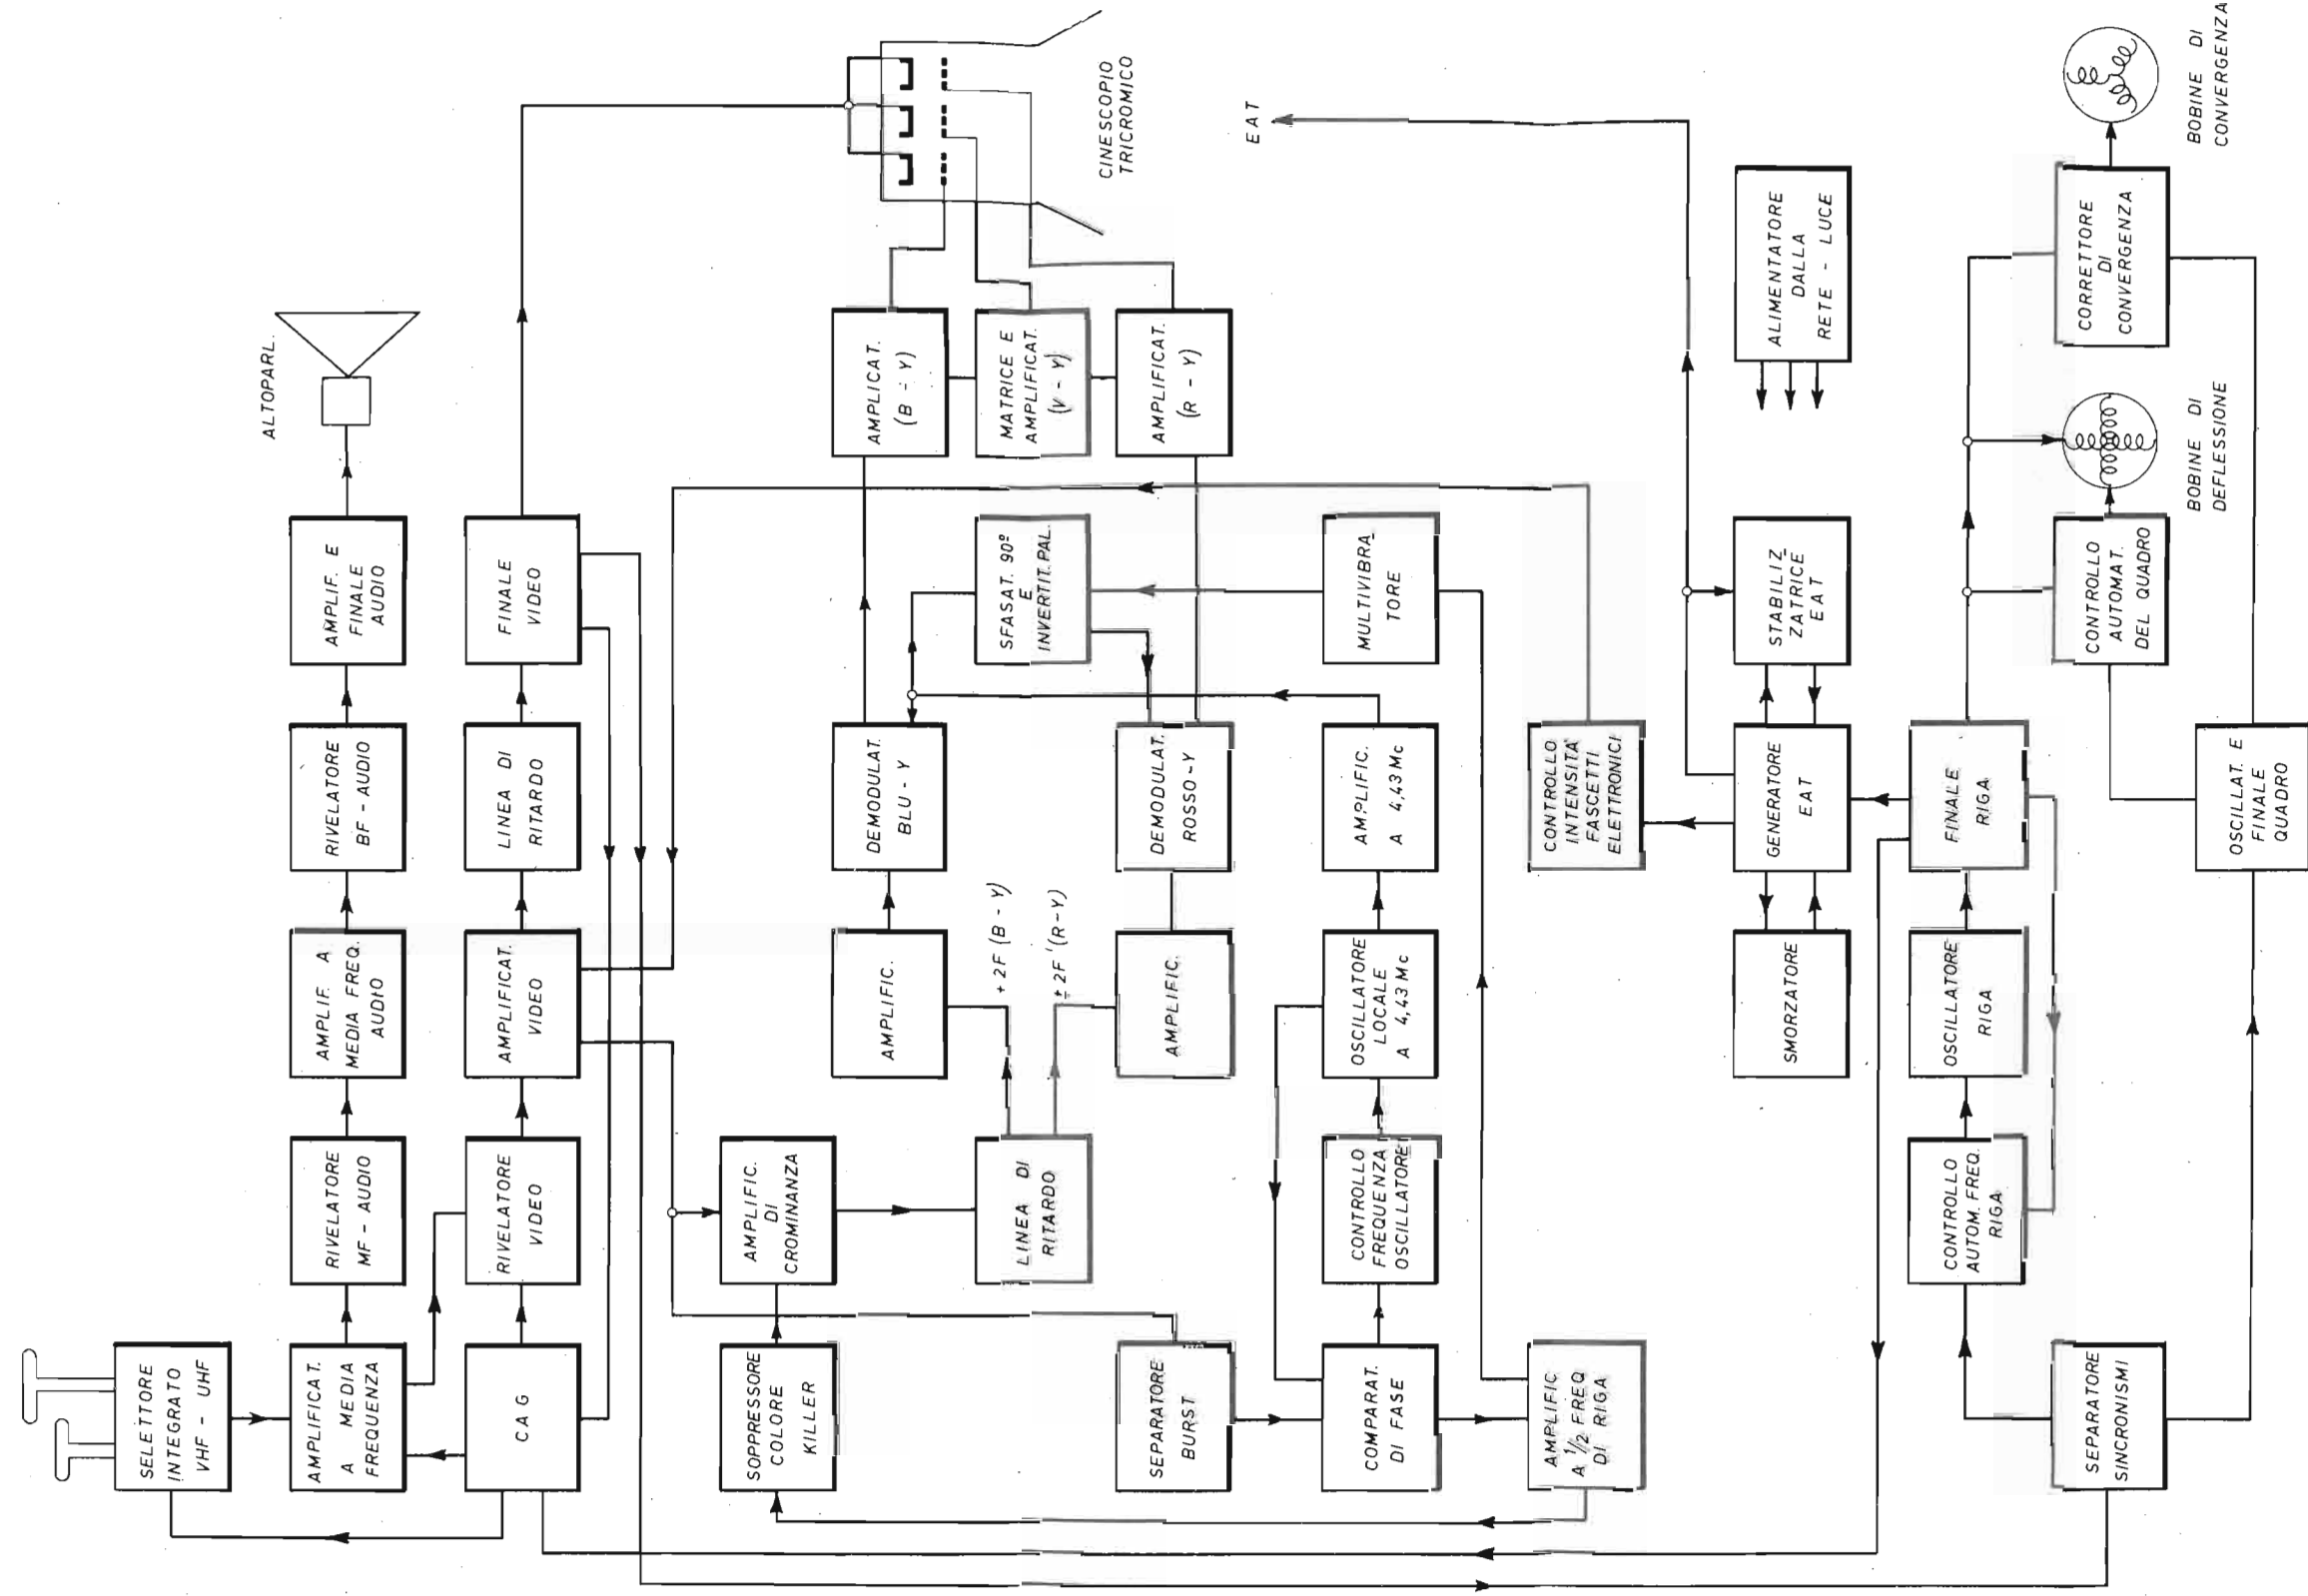 SELETTORE
INTEGRATO
VHF - UHF
AMPLIFICAT.
A MEDIA
FREQUENZA
RIVELATORE
MF - AUDIO
AMPLIF. A
MEDIA FREQ.
AUDIO
RIVELATORE
BF - AUDIO
AMPLIF. E
FINALE
AUDIO
ALTOPARL.
CAG
RIVELATORE
VIDEO
AMPLIFICAT.
VIDEO
LINEA DI
RITARDO
FINALE
VIDEO
SOPPRESSORE
COLORE
KILLER
AMPLIFIC.
DI
CROMINANZA
LINEA DI
RITARDO
+ 2F (B - Y)
± 2F '(R-Y)
AMPLIFIC.
DEMODULAT.
BLU - Y
AMPLICAT.
(B - Y)
MATRICE E
AMPLIFICAT.
(V - Y)
AMPLIFICAT.
(R - Y)
CINESCOPIO
TRICROMICO
SFASAT. 90º
E
INVERTIT. PAL.
AMPLIFIC.
DEMODULAT.
ROSSO-Y
SEPARATORE
BURST
COMPARAT.
DI FASE
CONTROLLO
FREQUENZA
OSCILLATORE
OSCILLATORE
LOCALE
A 4,43 Mc
AMPLIFIC.
A 4,43 Mc
MULTIVIBRA
TORE
EAT
AMPLIFIC
A 1/2 FREQ
DI RIGA
CONTROLLO
INTENSITA'
FASCETTI
ELETTRONICI
SMORZATORE
GENERATORE
EAT
STABILIZ
ZATRICE
EAT
ALIMENTATORE
DALLA
RETE - LUCE
CONTROLLO
AUTOM. FREQ.
RIGA
OSCILLATORE
RIGA
FINALE
RIGA
SEPARATORE
SINCRONISMI
OSCILLAT. E
FINALE
QUADRO
CONTROLLO
AUTOMAT.
DEL QUADRO
BOBINE DI
DEFLESSIONE
CORRETTORE
DI
CONVERGENZA
BOBINE DI
CONVERGENZA